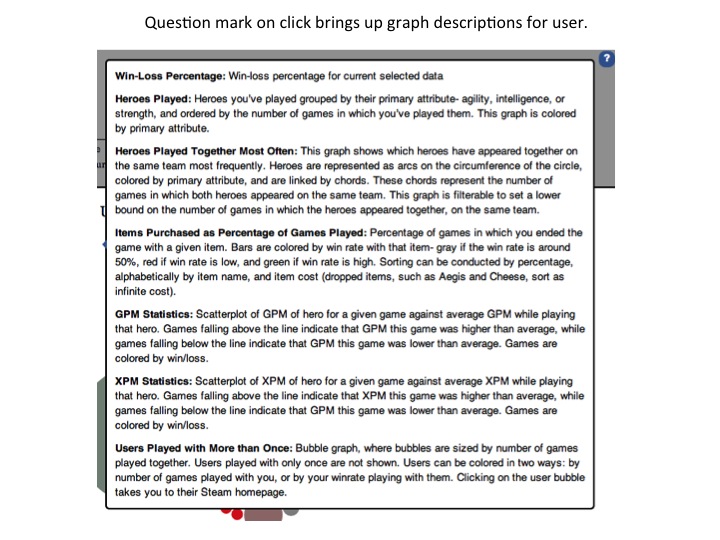 Question mark on click brings up graph descriptions for user.
?
Win-Loss Percentage: Win-loss percentage for current selected data
Heroes Played: Heroes you've played grouped by their primary attribute- agility, intelligence, or
strength, and ordered by the number of games in which you've played them. This graph is colored
by primary attribute.
Heroes Played Together Most Often: This graph shows which heroes have appeared together on
the same team most frequently. Heroes are represented as arcs on the circumference of the circle,
colored by primary attribute, and are linked by chords. These chords represent the number of
games in which both heroes appeared on the same team. This graph is filterable to set a lower
bound on the number of games in which the heroes appeared together, on the same team.
Items Purchased as Percentage of Games Played: Percentage of games in which you ended the
game with a given item. Bars are colored by win rate with that item- gray if the win rate is around
50%, red if win rate is low, and green if win rate is high. Sorting can be conducted by percentage,
alphabetically by item name, and item cost (dropped items, such as Aegis and Cheese, sort as
infinite cost).
GPM Statistics: Scatterplot of GPM of hero for a given game against average GPM while playing
that hero. Games falling above the line indicate that GPM this game was higher than average, while
games falling below the line indicate that GPM this game was lower than average. Games are
colored by win/loss.
XPM Statistics: Scatterplot of XPM of hero for a given game against average XPM while playing
that hero. Games falling above the line indicate that XPM this game was higher than average, while
games falling below the line indicate that GPM this game was lower than average. Games are
colored by win/loss.
Users Played with More than Once: Bubble graph, where bubbles are sized by number of games
played together. Users played with only once are not shown. Users can be colored in two ways: by
number of games played with you, or by your winrate playing with them. Clicking on the user bubble
takes you to their Steam homepage.